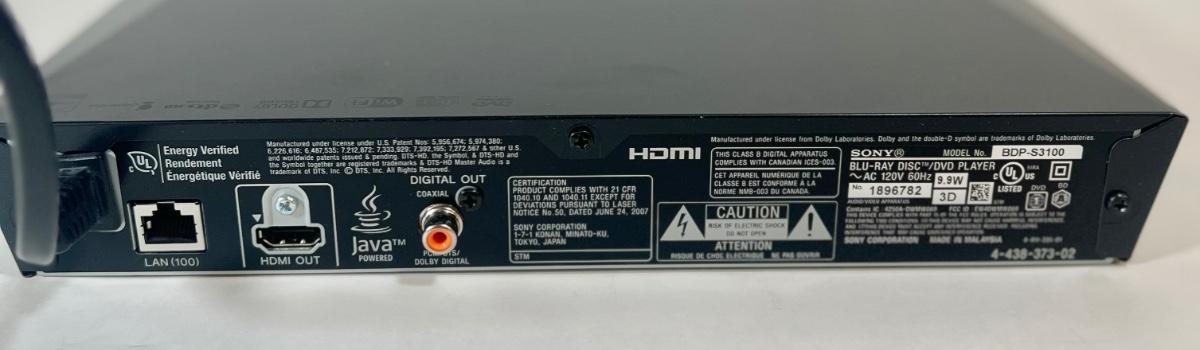 Energy Verified
Rendement
Énergétique Vérifié
UL
c
LAN (100)
Manufactured under license under U.S. Patent Nos: 5,956,674; 5,974,380;
6,226,616; 6,487,535; 7,212,872; 7,333,929; 7,392,195; 7,272,567 & other U.S.
and worldwide patents issued & pending. DTS-HD, the Symbol, & DTS-HD and
the Symbol together are registered trademarks & DTS-HD Master Audio is a
trademark of DTS, Inc. © DTS, Inc. All Rights Reserved.
HDMI OUT
Java™
POWERED
DIGITAL OUT
COAXIAL
PCM/DTS/
DOLBY DIGITAL
CERTIFICATION
PRODUCT COMPLIES WITH 21 CFR
1040.10 AND 1040.11 EXCEPT FOR
DEVIATIONS PURSUANT TO LASER
NOTICE No.50, DATED JUNE 24, 2007
SONY CORPORATION
1-7-1 KONAN, MINATO-KU,
TOKYO, JAPAN
STM
HDMI
Manufactured under license from Dolby Laboratories. Dolby and the double-D symbol are trademarks of Dolby Laboratories.
THIS CLASS B DIGITAL APPARATUS
COMPLIES WITH CANADIAN ICES-003.
CET APPAREIL NUMÉRIQUE DE LA
CLASSE B EST CONFORME À LA
NORME NMB-003 DU CANADA.
CAUTION
RISK OF ELECTRIC SHOCK
DO NOT OPEN
ATTENTION
RISQUE DE CHOC ELECTRIQUE NE PAS OUVRIR
SONY® MODEL No. BDP-S3100
BLU-RAY DISC™/DVD PLAYER
~ AC 120V 60Hz 9.9W
No. 1896782 3D
c UL US
LISTED
DVD
BD
AUDIO/VIDEO APPARATUS
SONY CORPORATION MADE IN MALAYSIA
4-438-373-02